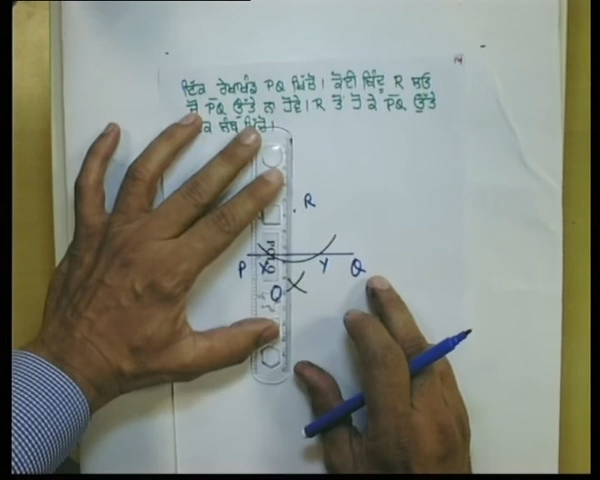 ਇੱਕ ਰੇਖਾਖੰਡ PQ ਖਿੱਚੋ। ਕੋਈ ਬਿੰਦੂ R ਲਓ
ਜੋ PQ ਉੱਤੇ ਨਾ ਹੋਵੇ। R ਤੋਂ ਹੋ ਕੇ PQ ਉੱਤੇ
ਲੰਬ ਖਿੱਚੋ।
R
P X Y Q
O